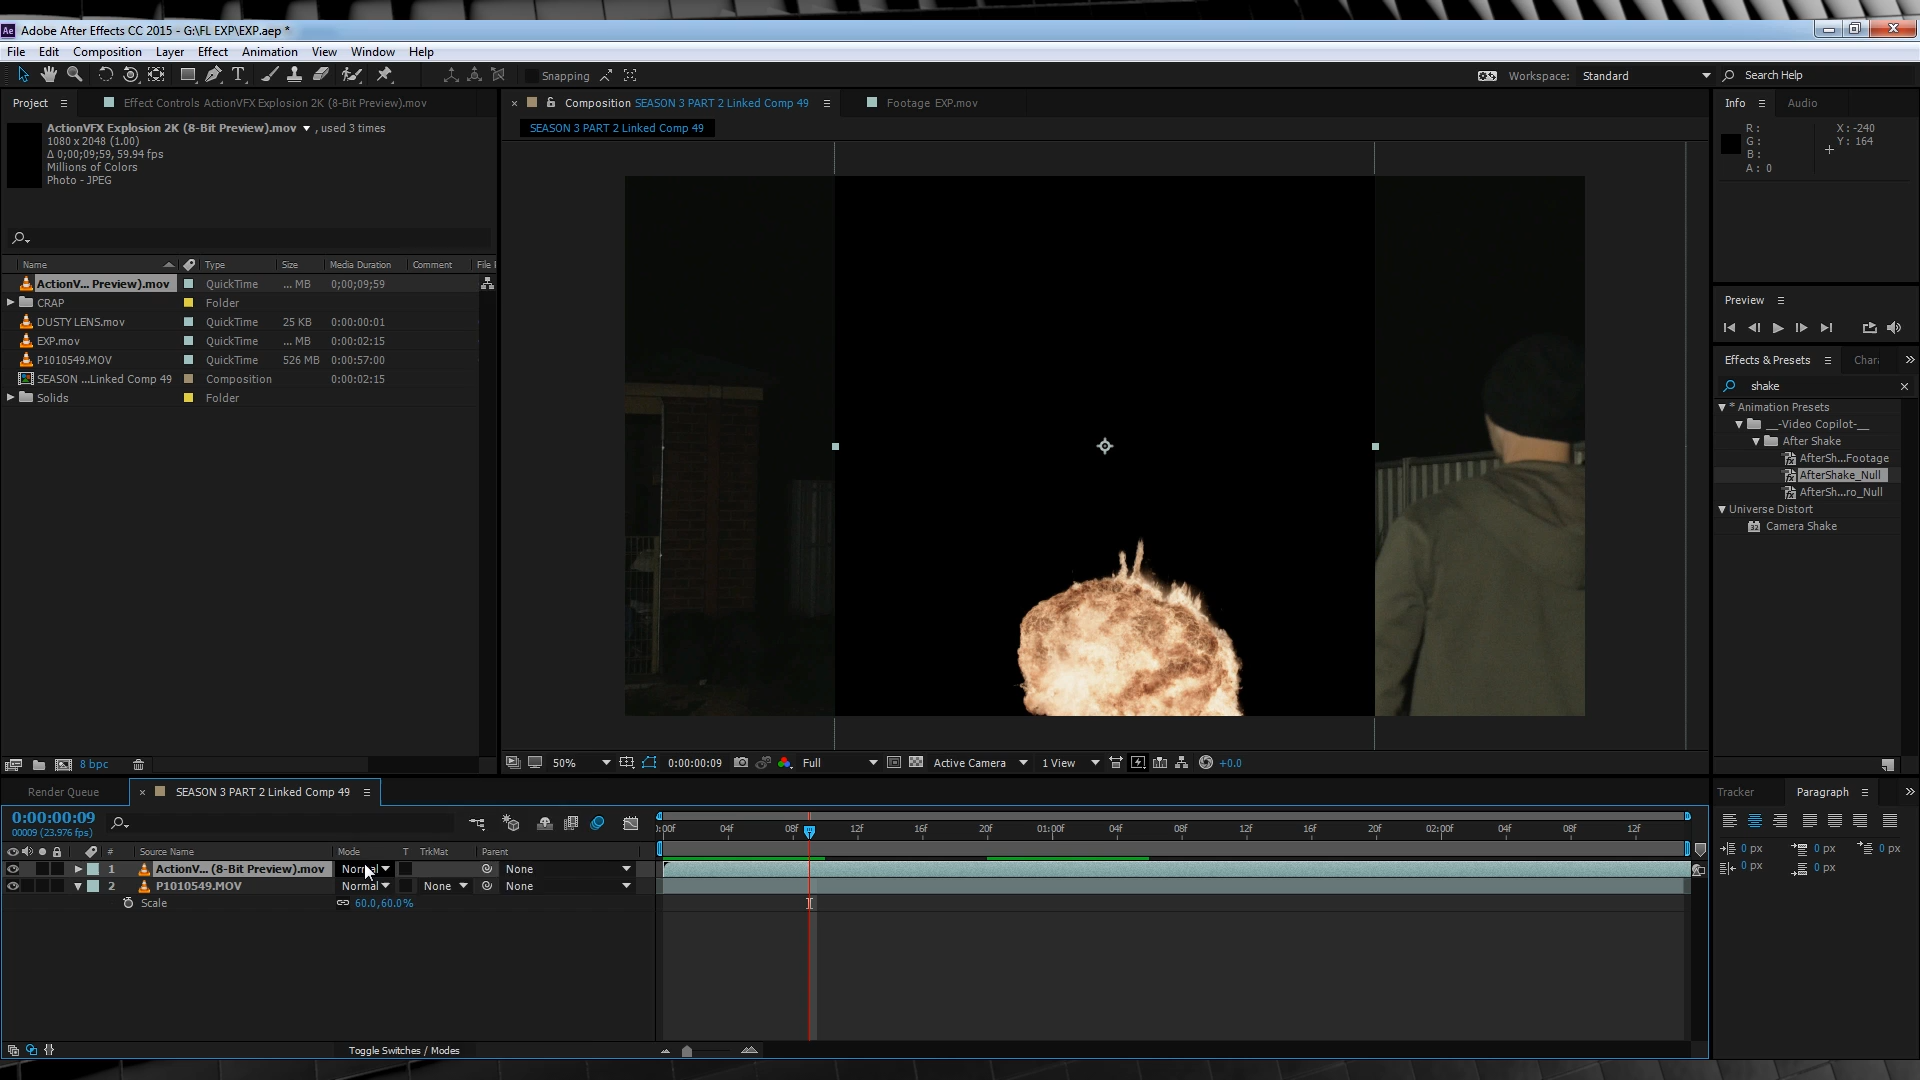 Ae Adobe After Effects CC 2015 - G:\FL EXP\EXP.aep *
File Edit Composition Layer Effect Animation View Window Help
Snapping Workspace: Standard Search Help
Project Effect Controls ActionVFX Explosion 2K (8-Bit Preview).mov
ActionVFX Explosion 2K (8-Bit Preview).mov , used 3 times
1080 x 2048 (1.00)
Δ 0;00;09;59, 59.94 fps
Millions of Colors
Photo - JPEG
Name Type Size Media Duration Comment File
ActionV... Preview).mov QuickTime ... MB 0;00;09;59
CRAP Folder
DUSTY LENS.mov QuickTime 25 KB 0:00:00:01
EXP.mov QuickTime ... MB 0:00:02:15
P1010549.MOV QuickTime 526 MB 0:00:57:00
SEASON ...Linked Comp 49 Composition 0:00:02:15
Solids Folder
8 bpc
Composition SEASON 3 PART 2 Linked Comp 49 Footage EXP.mov
SEASON 3 PART 2 Linked Comp 49
50% 0:00:00:09 Full Active Camera 1 View +0.0
Info Audio
R: X: -240
G: Y: 164
B:
A: 0
Preview
Effects & Presets Chara
shake
* Animation Presets
__-Video Copilot-__
After Shake
AfterSh...Footage
AfterShake_Null
AfterSh...ro_Null
Universe Distort
32 Camera Shake
Render Queue SEASON 3 PART 2 Linked Comp 49
0:00:00:09
00009 (23.976 fps)
# Source Name Mode T TrkMat Parent
1 ActionV... (8-Bit Preview).mov Normal None
2 P1010549.MOV Normal None None
Scale 60.0,60.0%
Toggle Switches / Modes
:00f 04f 08f 12f 16f 20f 01:00f 04f 08f 12f 16f 20f 02:00f 04f 08f 12f
Tracker Paragraph
0 px 0 px 0 px
0 px 0 px